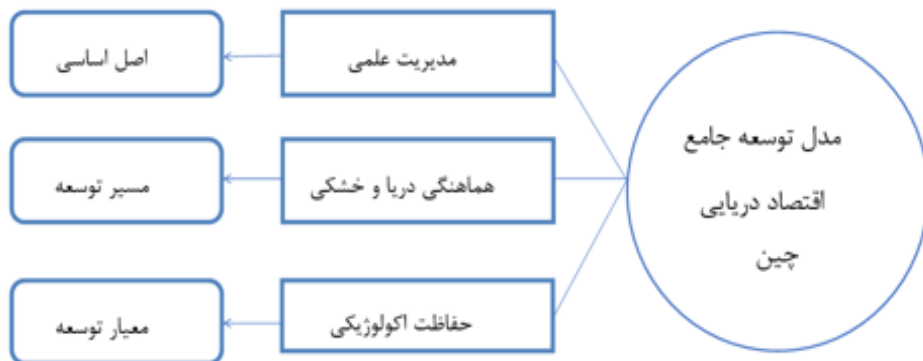 مدل توسعه جامع
اقتصاد دریایی
چین
مدیریت علمی
اصل اساسی
هماهنگی دریا و خشکی
مسیر توسعه
حفاظت اکولوژیکی
معیار توسعه